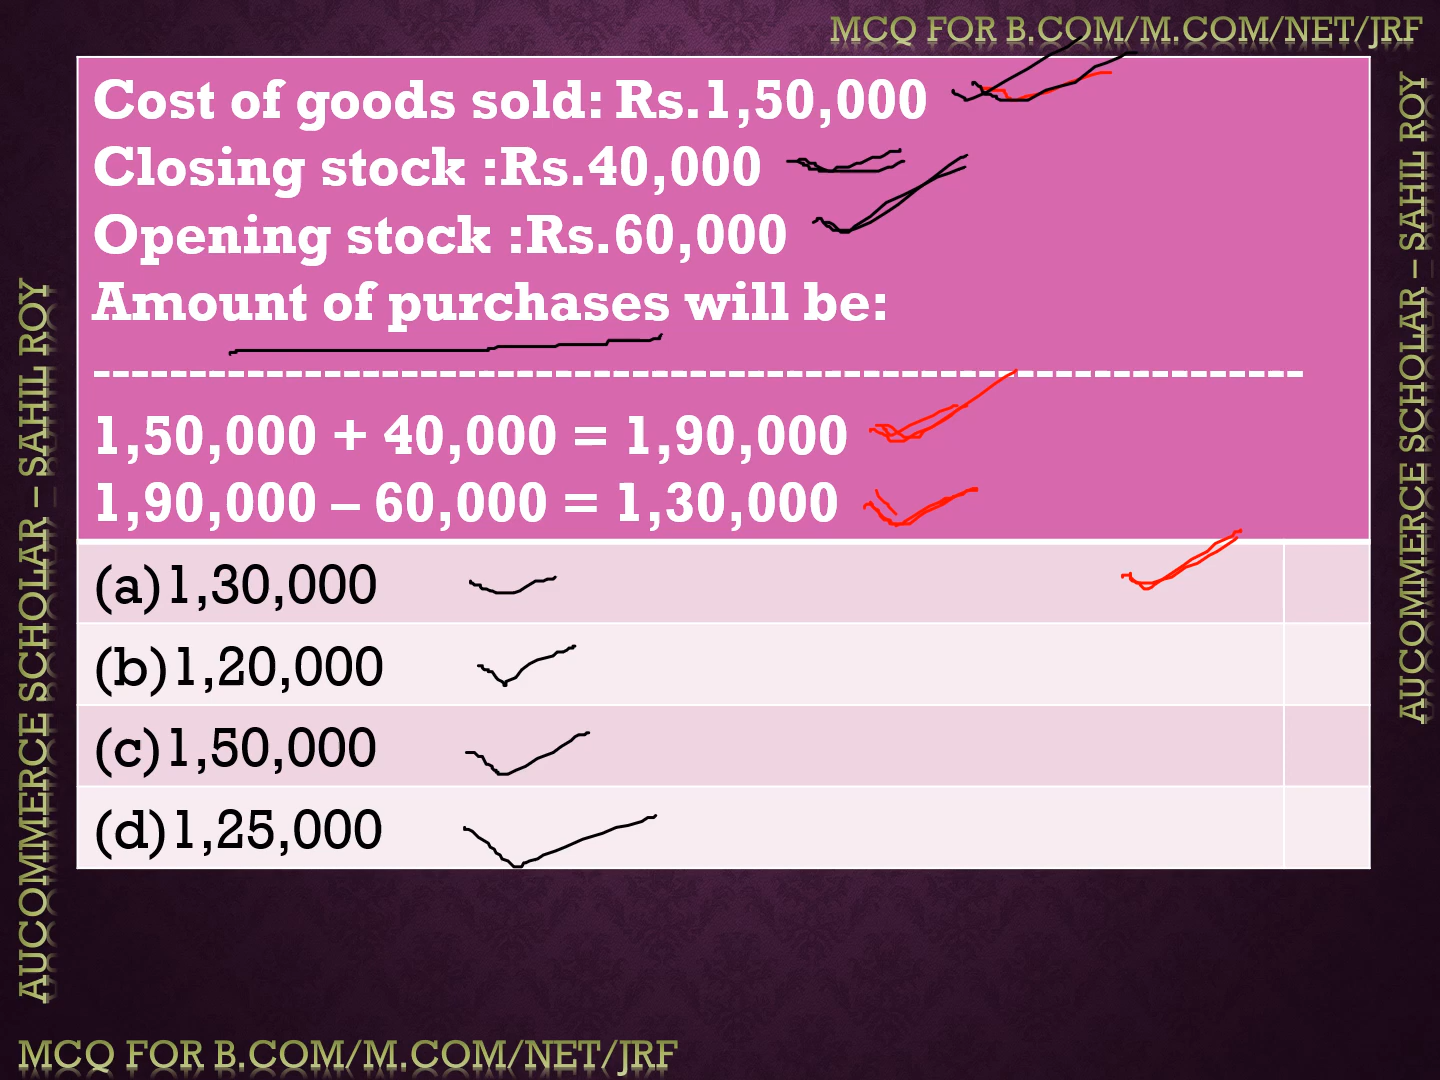 MCQ FOR B.COM/M.COM/NET/JRF
Cost of goods sold: Rs.1,50,000
Closing stock :Rs.40,000
Opening stock :Rs.60,000
Amount of purchases will be:
---------------------------------------------------------------
1,50,000 + 40,000 = 1,90,000
1,90,000 – 60,000 = 1,30,000
(a)1,30,000
(b)1,20,000
(c)1,50,000
(d)1,25,000
AUCOMMERCE SCHOLAR – SAHIL ROY
AUCOMMERCE SCHOLAR – SAHIL ROY
MCQ FOR B.COM/M.COM/NET/JRF